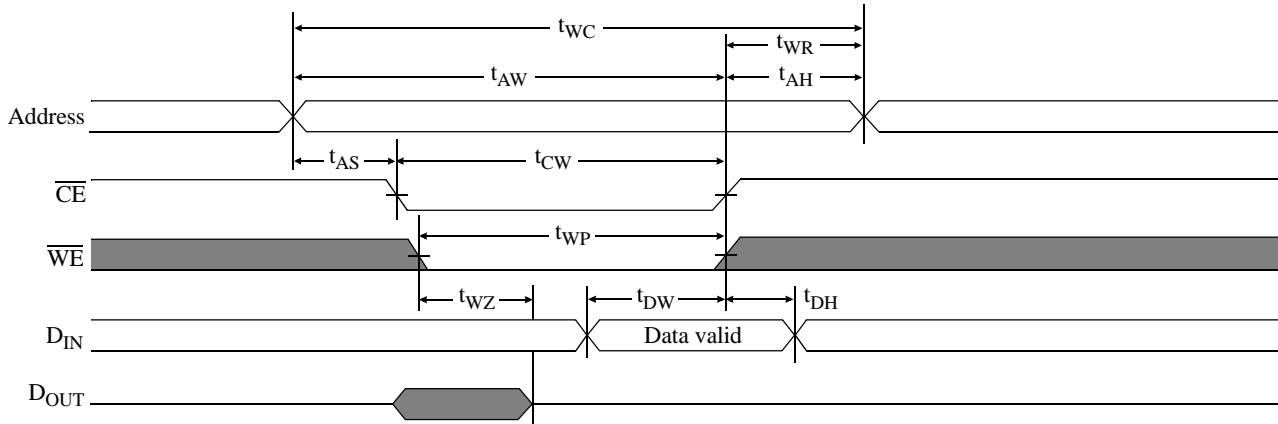 tWC
tWR
tAW
tAH
Address
tAS
tCW
CE
tWP
WE
tWZ
tDW
tDH
DIN
Data valid
DOUT